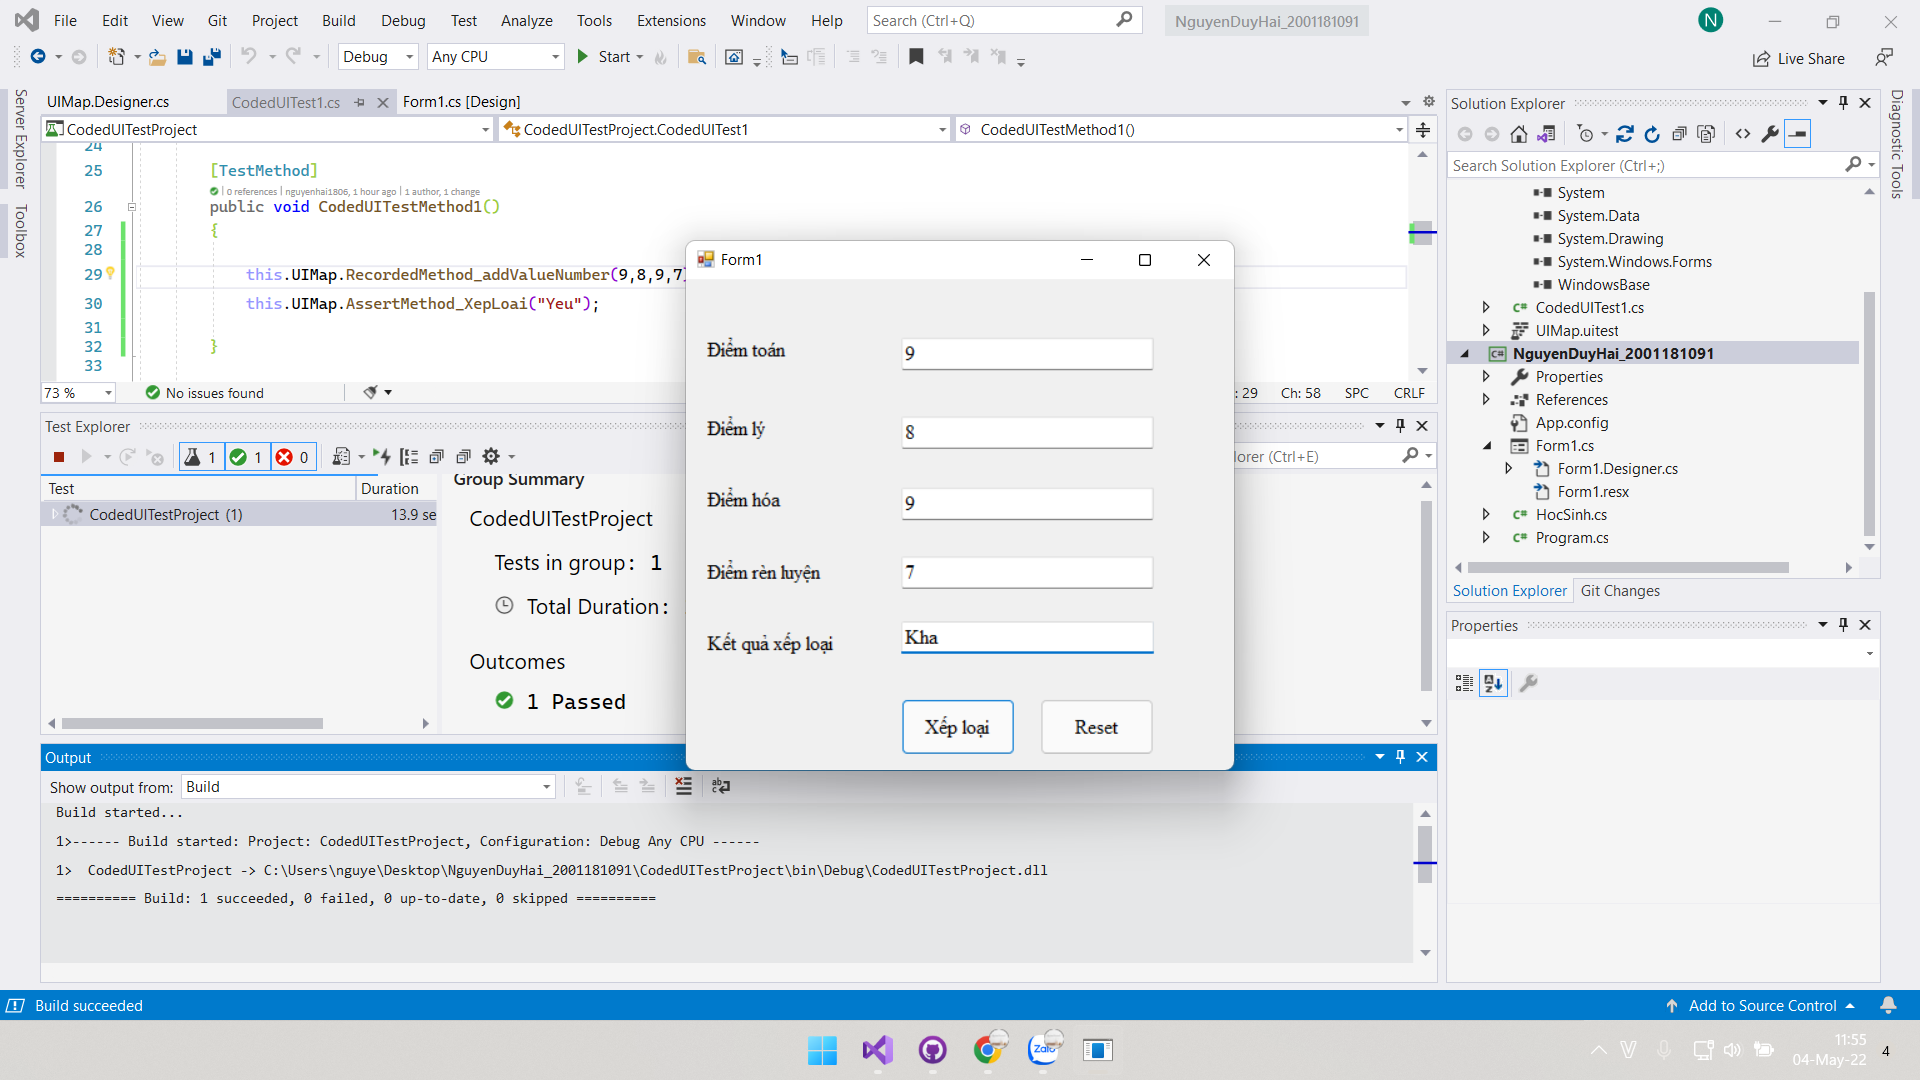 File Edit View Git Project Build Debug Test Analyze Tools Extensions Window Help Search (Ctrl+Q) NguyenDuyHai_2001181091 N
Debug Any CPU Start Live Share
Server Explorer
Toolbox
UIMap.Designer.cs CodedUITest1.cs Form1.cs [Design]
CodedUITestProject CodedUITestProject.CodedUITest1 CodedUITestMethod1()
24
25 [TestMethod]
0 references | nguyenhai1806, 1 hour ago | 1 author, 1 change
26 public void CodedUITestMethod1()
27 {
28
29 this.UIMap.RecordedMethod_addValueNumber(9,8,9,7)
30 this.UIMap.AssertMethod_XepLoai("Yeu");
31
32 }
33
73 % No issues found : 29 Ch: 58 SPC CRLF
Form1
Điểm toán 9
Điểm lý 8
Điểm hóa 9
Điểm rèn luyện 7
Kết quả xếp loại Kha
Xếp loại Reset
Test Explorer
1 1 0 lorer (Ctrl+E)
Test Duration
CodedUITestProject (1) 13.9 se
Group Summary
CodedUITestProject
Tests in group: 1
Total Duration:
Outcomes
1 Passed
Output
Show output from: Build
Build started...
1>------ Build started: Project: CodedUITestProject, Configuration: Debug Any CPU ------
1> CodedUITestProject -> C:\Users\nguye\Desktop\NguyenDuyHai_2001181091\CodedUITestProject\bin\Debug\CodedUITestProject.dll
========== Build: 1 succeeded, 0 failed, 0 up-to-date, 0 skipped ==========
Solution Explorer
Search Solution Explorer (Ctrl+;)
System
System.Data
System.Drawing
System.Windows.Forms
WindowsBase
CodedUITest1.cs
UIMap.uitest
NguyenDuyHai_2001181091
Properties
References
App.config
Form1.cs
Form1.Designer.cs
Form1.resx
HocSinh.cs
Program.cs
Solution Explorer Git Changes
Properties
Diagnostic Tools
Build succeeded Add to Source Control
Zalo
11:55
04-May-22 4